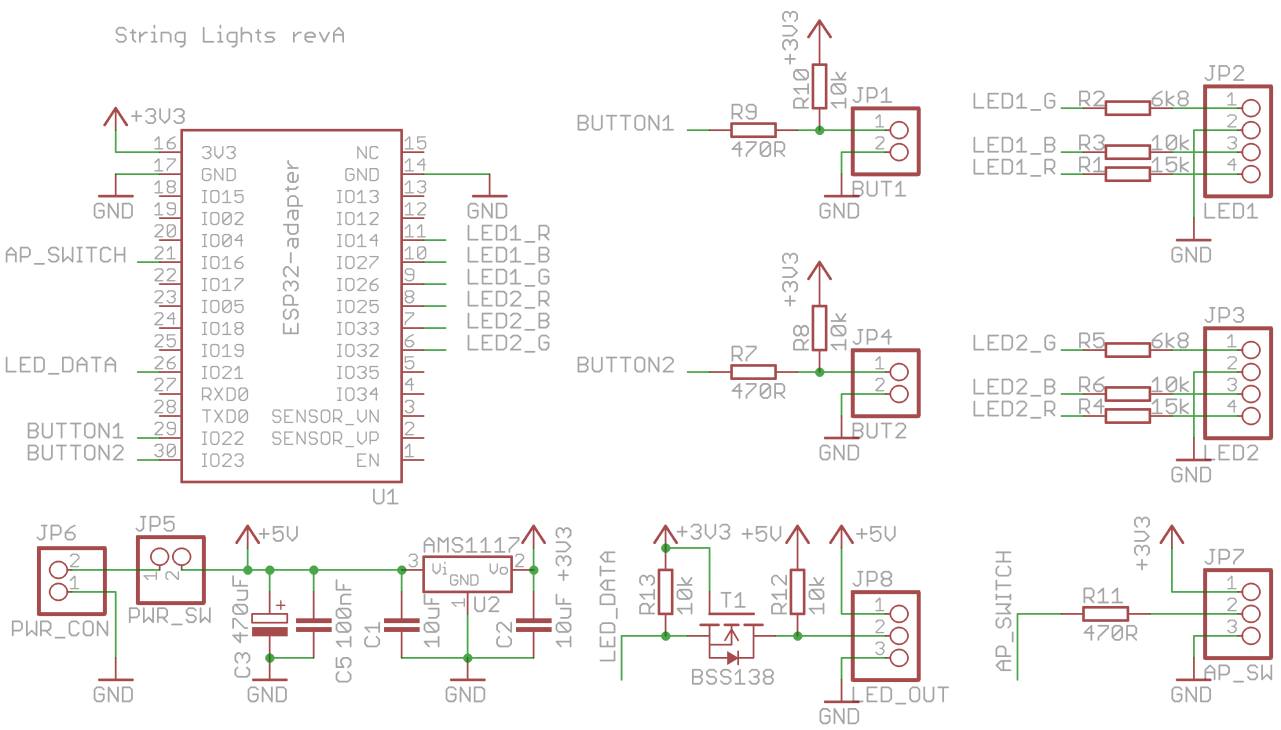 String Lights revA
+3V3
16 3V3 NC 15
17 GND GND 14
GND
18 IO15 IO13 13
GND
19 IO02 IO12 12
20 IO04 IO14 11 LED1_R
AP_SWITCH 21 IO16 IO27 10 LED1_B
22 IO17 IO26 9 LED1_G
23 IO05 IO25 8 LED2_R
24 IO18 IO33 7 LED2_B
25 IO19 IO32 6 LED2_G
LED_DATA 26 IO21 IO35 5
27 RXD0 IO34 4
28 TXD0 SENSOR_VN 3
BUTTON1 29 IO22 SENSOR_VP 2
BUTTON2 30 IO23 EN 1
ESP32-adapter
U1
+3V3
R10
10k
JP1
BUTTON1
R9
470R
1
2
BUT1
GND
+3V3
R8
10k
JP4
BUTTON2
R7
470R
1
2
BUT2
GND
JP2
LED1_G R2 6k8 1
2
LED1_B R3 10k 3
LED1_R R1 15k 4
LED1
GND
JP3
LED2_G R5 6k8 1
2
LED2_B R6 10k 3
LED2_R R4 15k 4
LED2
GND
JP6
2
1
PWR_CON
GND
JP5
1
2
PWR_SW
+5V
C3 470uF
+
C5 100nF
GND
C1
10uF
AMS1117
3 Vi Vo 2
GND
1
U2
GND
C2
10uF
+3V3
LED_DATA
+3V3
R13
10k
T1
BSS138
+5V
R12
10k
+5V
JP8
1
2
3
LED_OUT
GND
AP_SWITCH
R11
470R
+3V3
JP7
1
2
3
AP_SW
GND